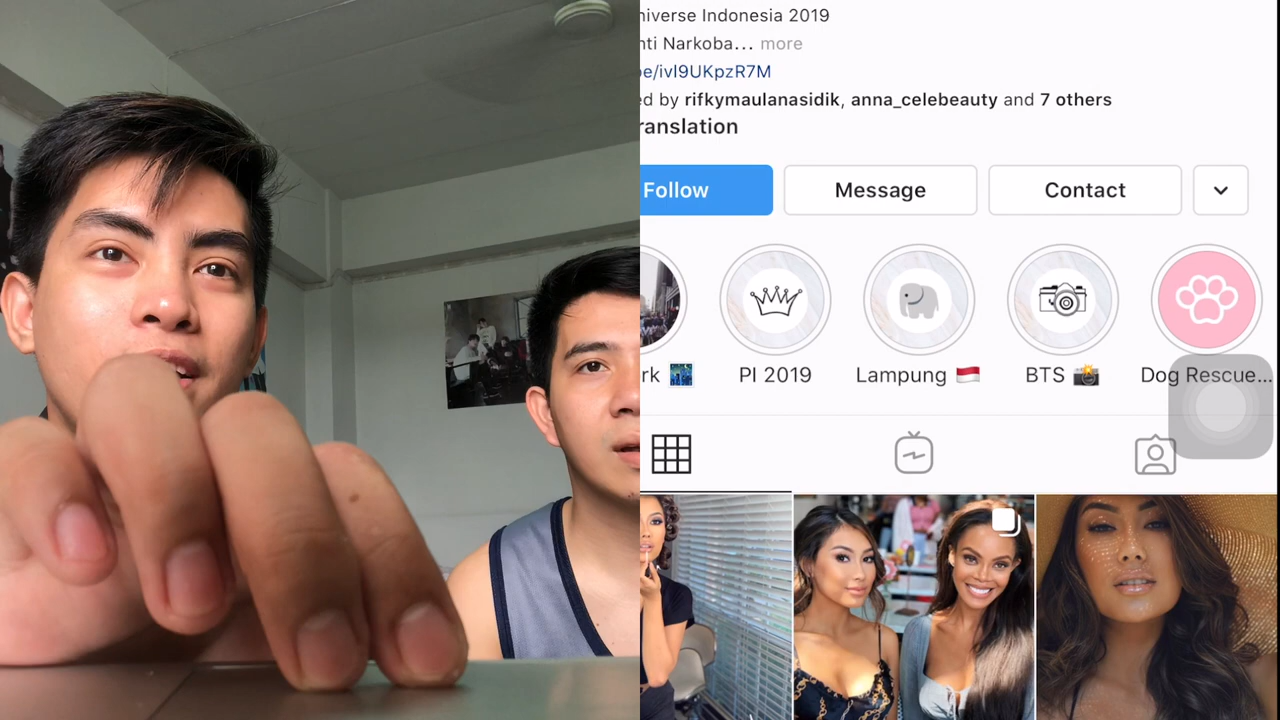 niverse Indonesia 2019
nti Narkoba... more
be/ivl9UKpzR7M
ed by rifkymaulanasidik, anna_celebeauty and 7 others
ranslation
Follow
Message
Contact
rk
PI 2019
Lampung
BTS
Dog Rescue...